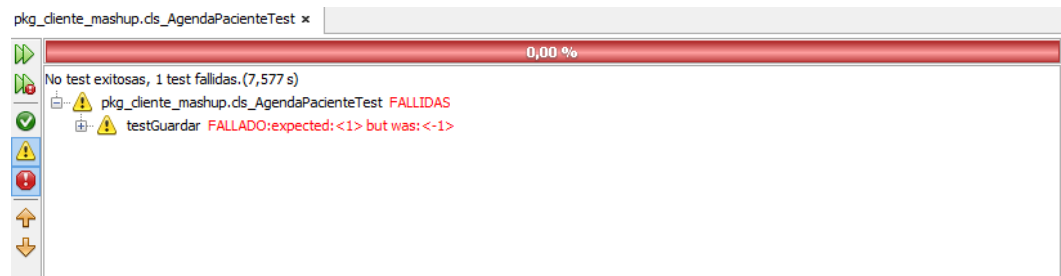 pkg_cliente_mashup.cls_AgendaPacienteTest ×
0,00 %
No test exitosas, 1 test fallidas.(7,577 s)
pkg_cliente_mashup.cls_AgendaPacienteTest FALLIDAS
testGuardar FALLADO:expected:<1> but was:<-1>